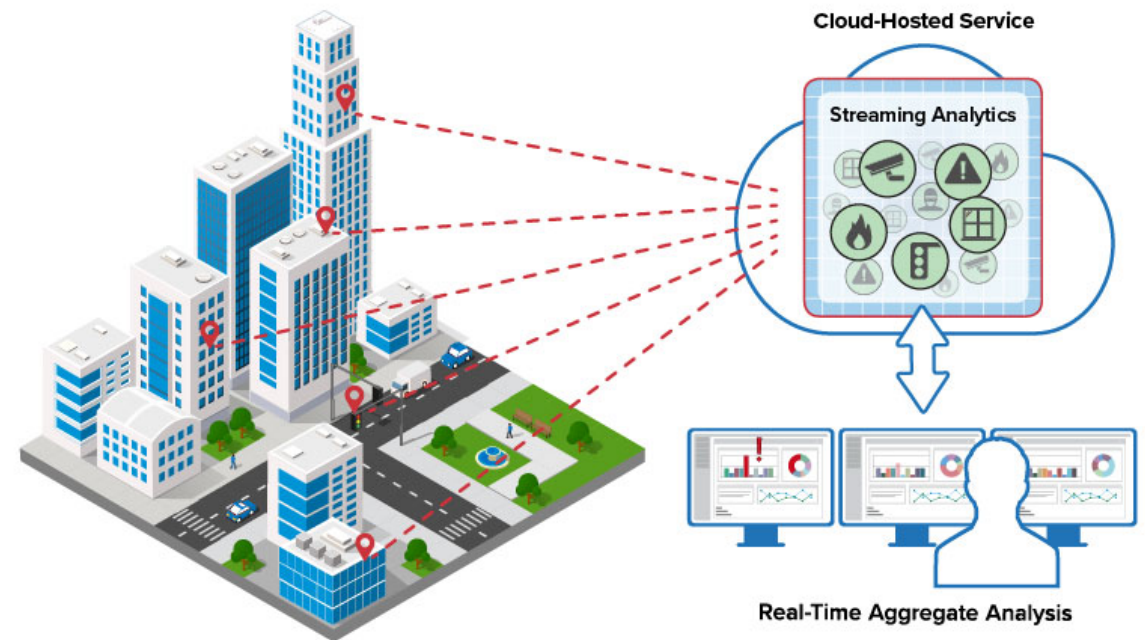 Cloud-Hosted Service
Streaming Analytics
!
Real-Time Aggregate Analysis